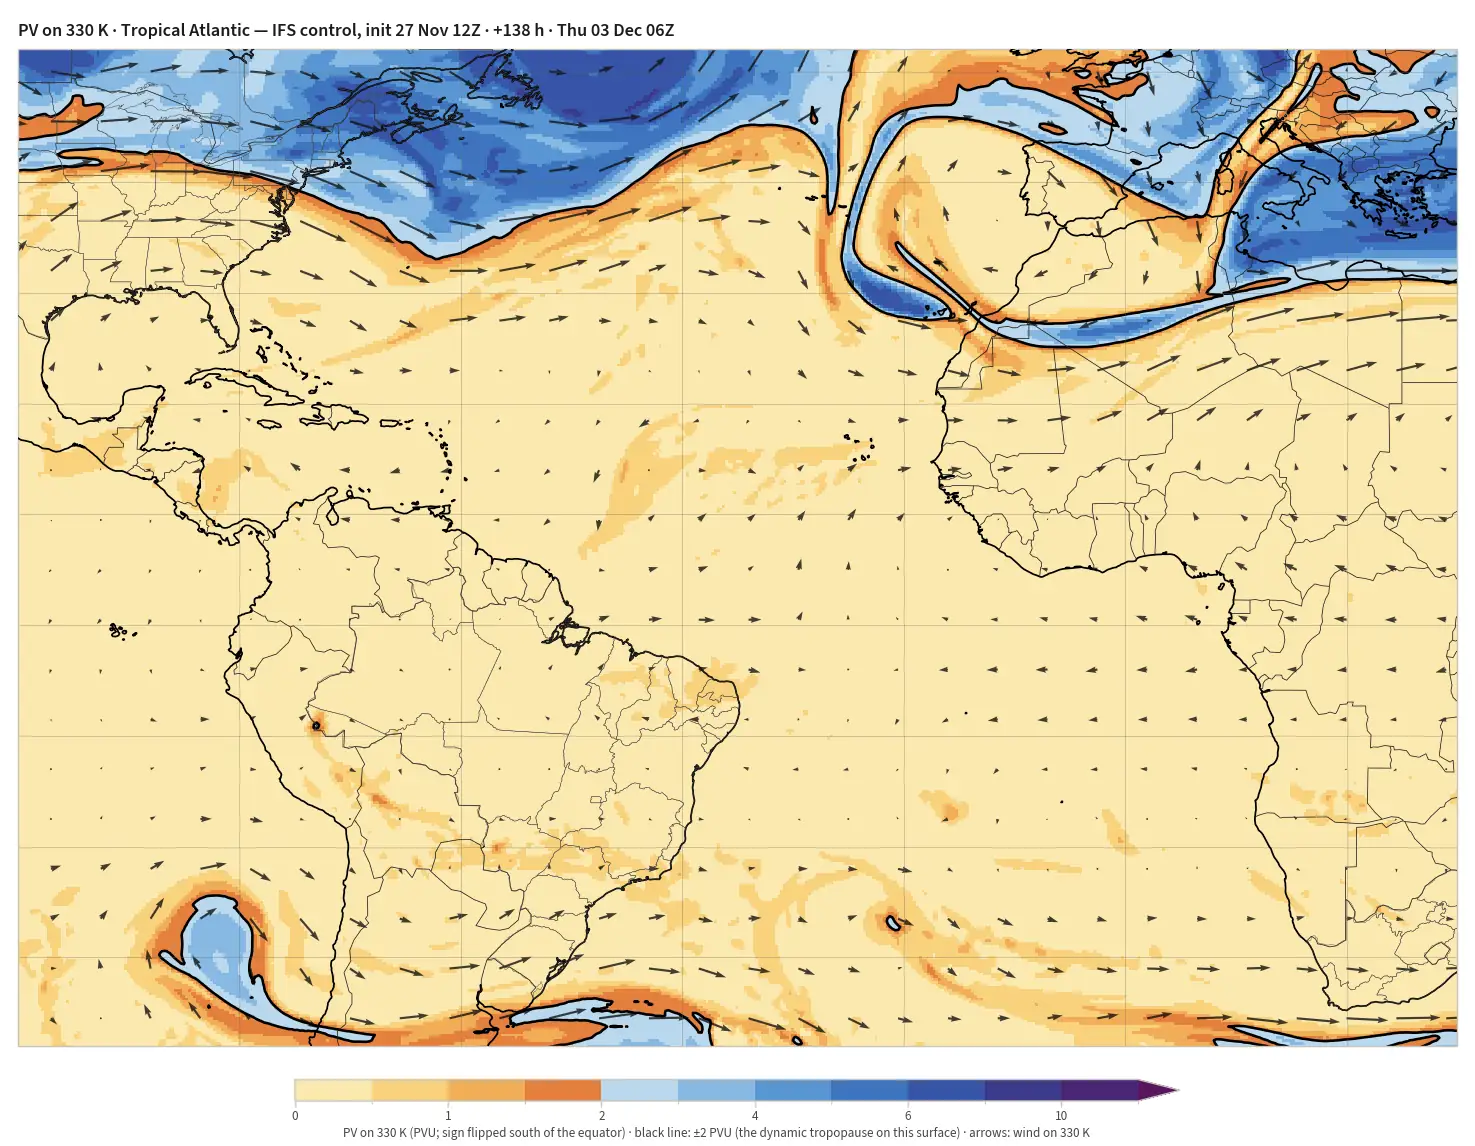 PV on 330 K · Tropical Atlantic — IFS control, init 27 Nov 12Z · +138 h · Thu 03 Dec 06Z
0 1 2 4 6 10
PV on 330 K (PVU; sign flipped south of the equator) · black line: ±2 PVU (the dynamic tropopause on this surface) · arrows: wind on 330 K